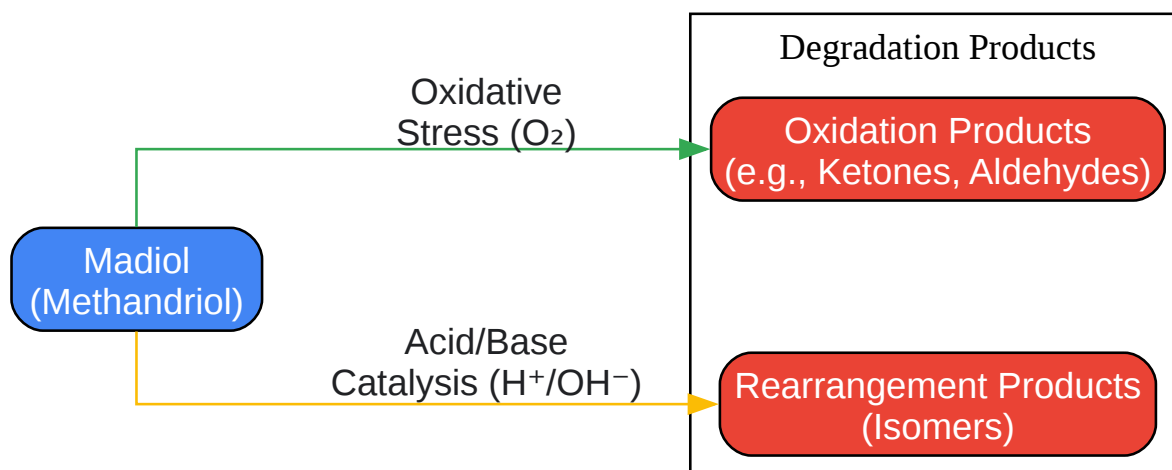 Degradation Products
Oxidative
Stress (O₂)
Oxidation Products
(e.g., Ketones, Aldehydes)
Madiol
(Methandriol)
Acid/Base
Catalysis (H⁺/OH⁻)
Rearrangement Products
(Isomers)